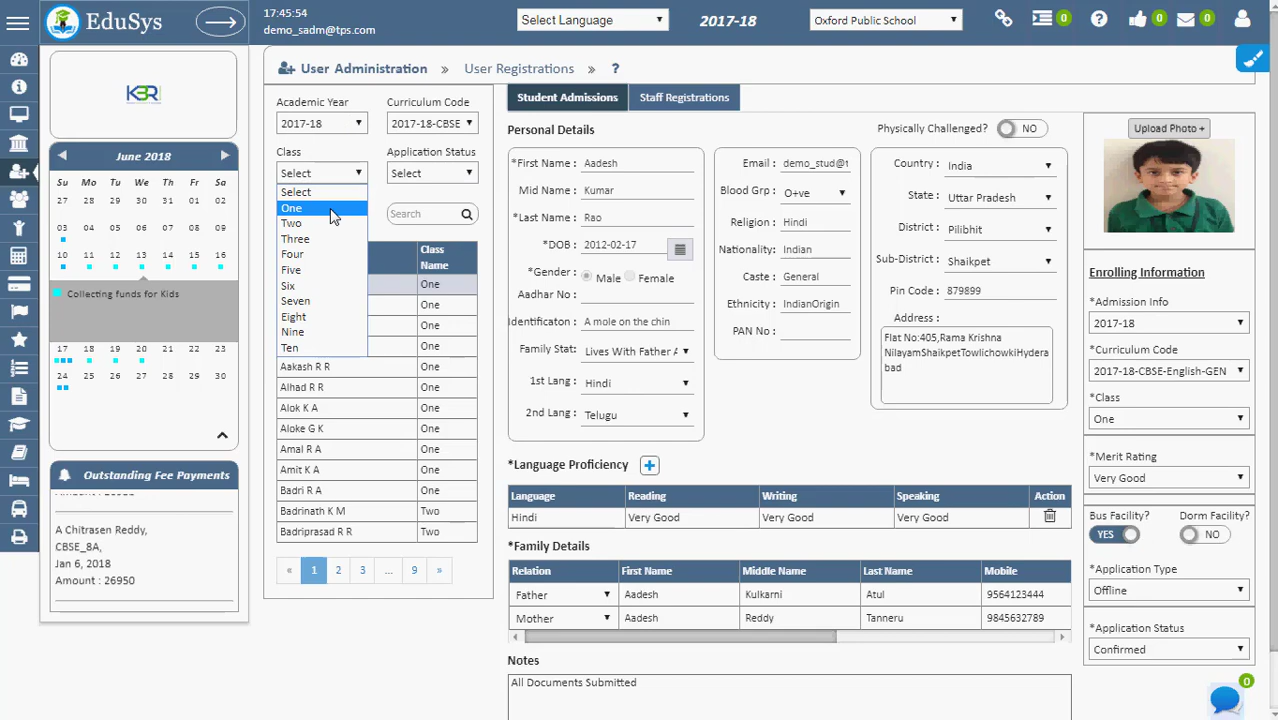 EduSys
17:45:54
demo_sadm@tps.com
Select Language
2017-18
Oxford Public School
0
0
0
KBR
June 2018
Su Mo Tu We Th Fr Sa
27 28 29 30 31 01 02
03 04 05 06 07 08 09
10 11 12 13 14 15 16
Collecting funds for Kids
17 18 19 20 21 22 23
24 25 26 27 28 29 30
Outstanding Fee Payments
A Chitrasen Reddy,
CBSE_8A,
Jan 6, 2018
Amount : 26950
User Administration » User Registrations » ?
Academic Year
Curriculum Code
2017-18
2017-18-CBSE
Class
Application Status
Select
Select
Select
One
Two
Three
Four
Five
Six
Seven
Eight
Nine
Ten
Search
Class Name
One
One
One
One
Aakash R R One
Alhad R R One
Alok K A One
Aloke G K One
Amal R A One
Amit K A One
Badri R A One
Badrinath K M Two
Badriprasad R R Two
« 1 2 3 ... 9 »
Student Admissions
Staff Registrations
Personal Details
Physically Challenged? NO
*First Name : Aadesh
Mid Name : Kumar
*Last Name : Rao
*DOB : 2012-02-17
*Gender : Male Female
Aadhar No :
Identificaton : A mole on the chin
Family Stat: Lives With Father A
1st Lang : Hindi
2nd Lang : Telugu
Email : demo_stud@t
Blood Grp : O+ve
Religion : Hindi
Nationality: Indian
Caste : General
Ethnicity : IndianOrigin
PAN No :
Country : India
State : Uttar Pradesh
District : Pilibhit
Sub-District : Shaikpet
Pin Code : 879899
Address :
Flat No:405,Rama Krishna
NilayamShaikpetTowlichowkiHydera
bad
*Language Proficiency
Language Reading Writing Speaking Action
Hindi Very Good Very Good Very Good
*Family Details
Relation First Name Middle Name Last Name Mobile
Father Aadesh Kulkarni Atul 9564123444
Mother Aadesh Reddy Tanneru 9845632789
Notes
All Documents Submitted
Upload Photo +
Enrolling Information
*Admission Info
2017-18
*Curriculum Code
2017-18-CBSE-English-GEN
*Class
One
*Merit Rating
Very Good
Bus Facility? Dorm Facility?
YES NO
*Application Type
Offline
*Application Status
Confirmed
0